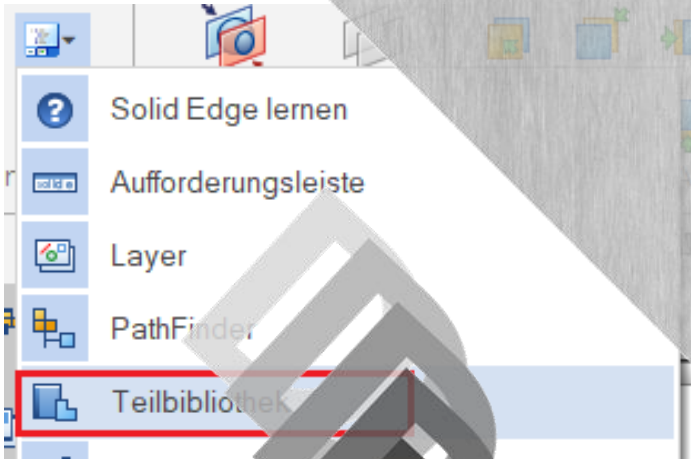 Solid Edge lernen
Aufforderungsleiste
Layer
PathFinder
Teilbibliothek